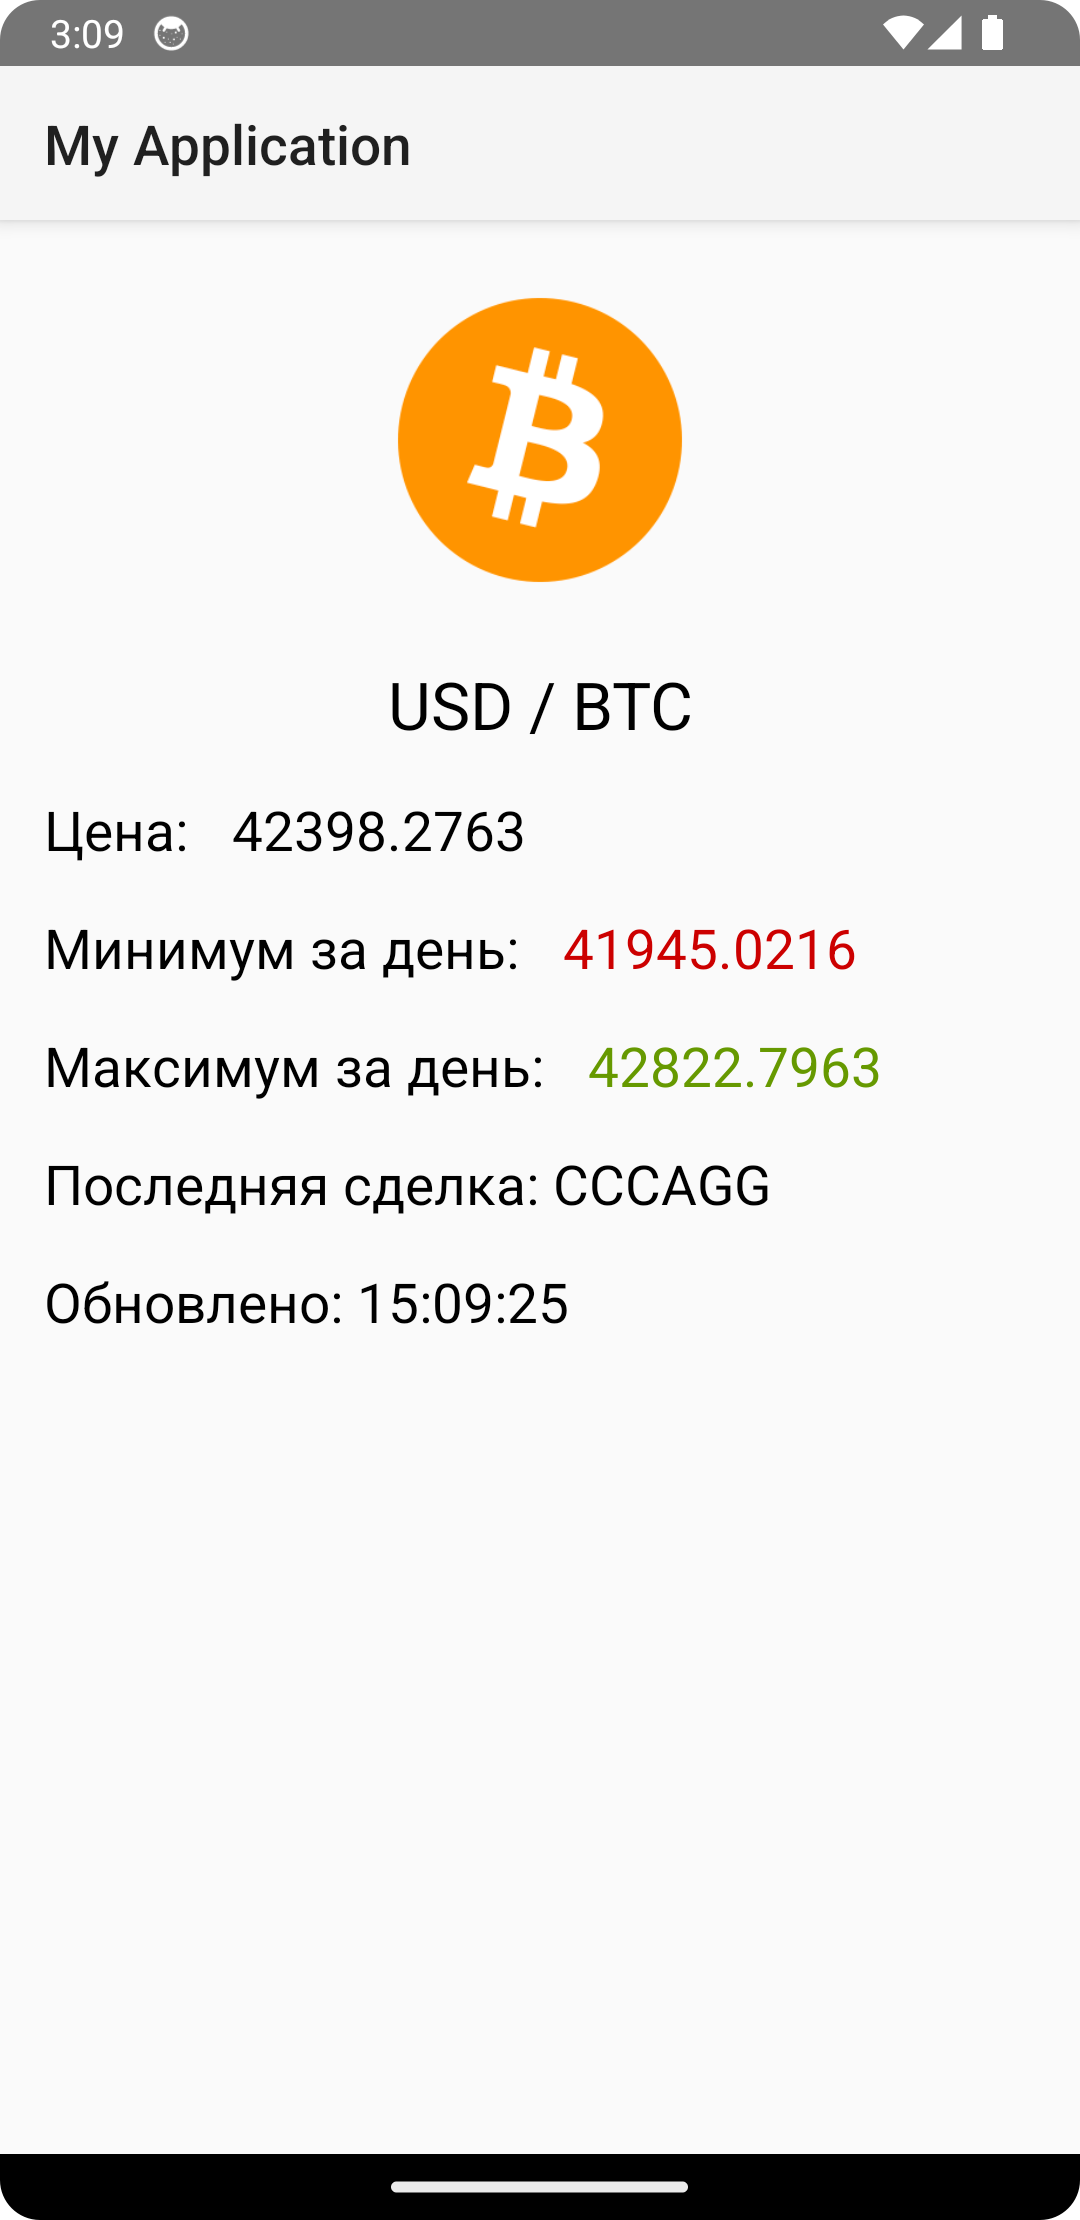 3:09
My Application
USD / BTC
Цена: 42398.2763
Минимум за день: 41945.0216
Максимум за день: 42822.7963
Последняя сделка: CCCAGG
Обновлено: 15:09:25